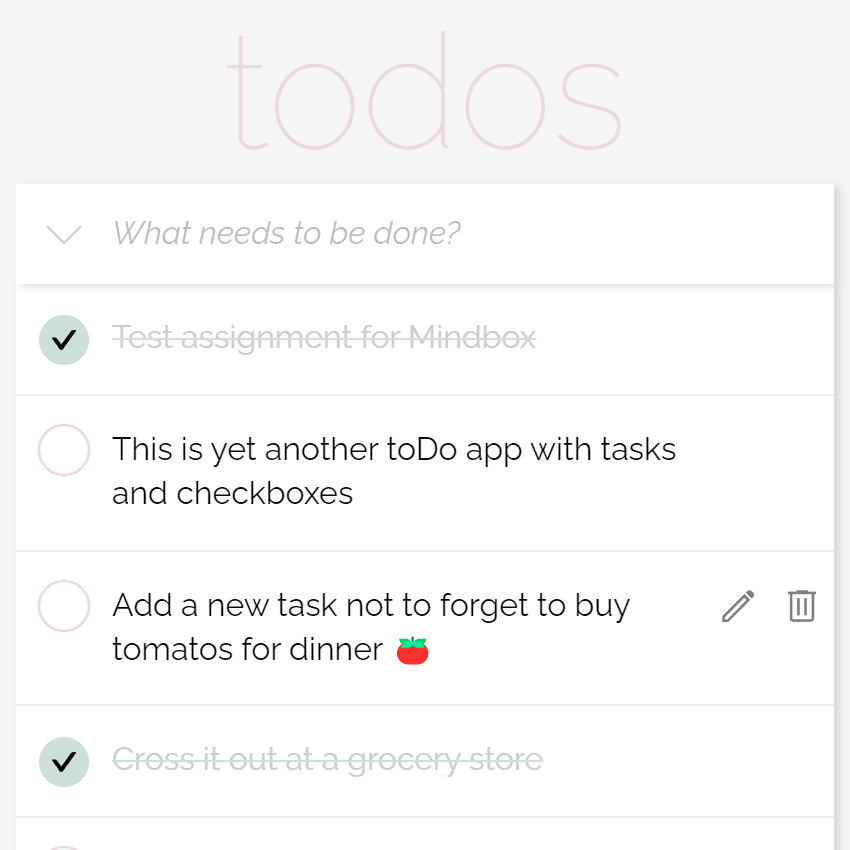 todos
What needs to be done?
Test assignment for Mindbox
This is yet another toDo app with tasks
and checkboxes
Add a new task not to forget to buy
tomatos for dinner 🍅
Cross it out at a grocery store